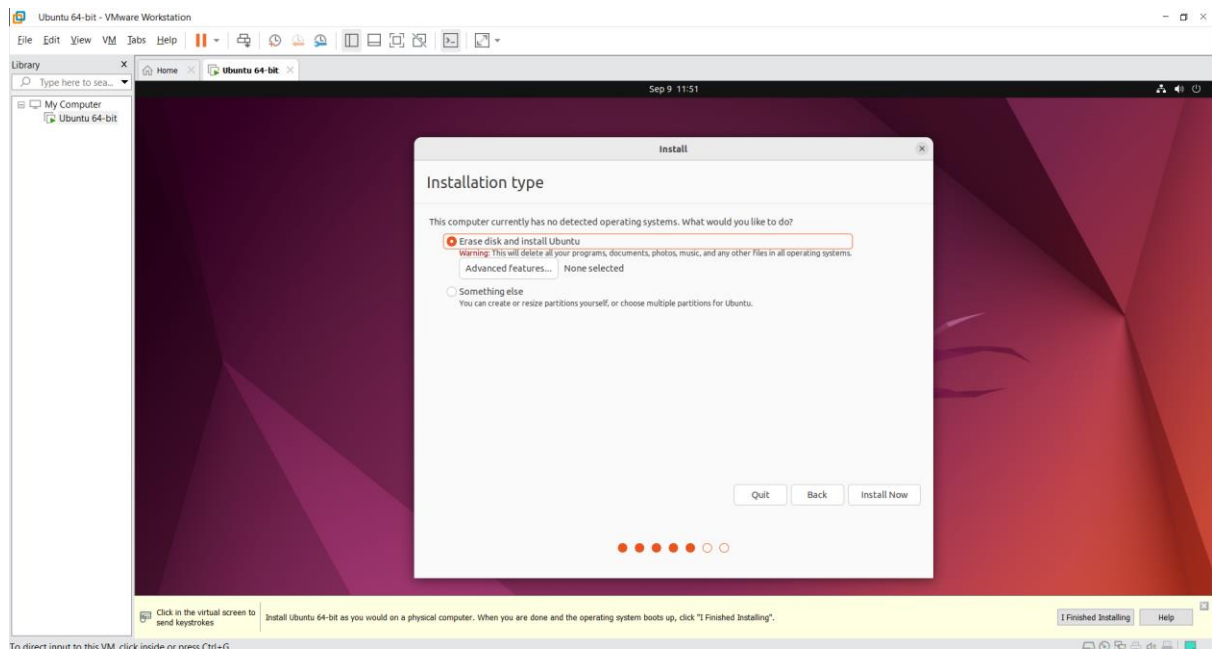 Ubuntu 64-bit - VMware Workstation
File Edit View VM Tabs Help
Library
Type here to sea...
My Computer
Ubuntu 64-bit
Home
Ubuntu 64-bit
Sep 9 11:51
Install
Installation type
This computer currently has no detected operating systems. What would you like to do?
Erase disk and install Ubuntu
Warning: This will delete all your programs, documents, photos, music, and any other files in all operating systems.
Advanced features... None selected
Something else
You can create or resize partitions yourself, or choose multiple partitions for Ubuntu.
Quit Back Install Now
Click in the virtual screen to
send keystrokes
Install Ubuntu 64-bit as you would on a physical computer. When you are done and the operating system boots up, click "I Finished Installing".
I Finished Installing Help
To direct input to this VM, click inside or press Ctrl+G.